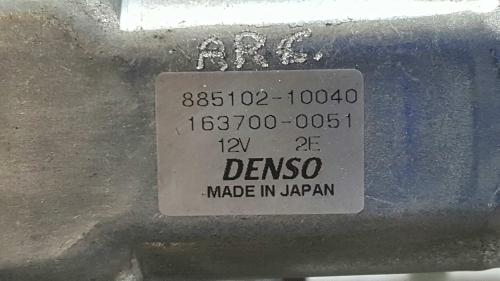 ARC.
885102-10040
163700-0051
12V 2E
DENSO
MADE IN JAPAN